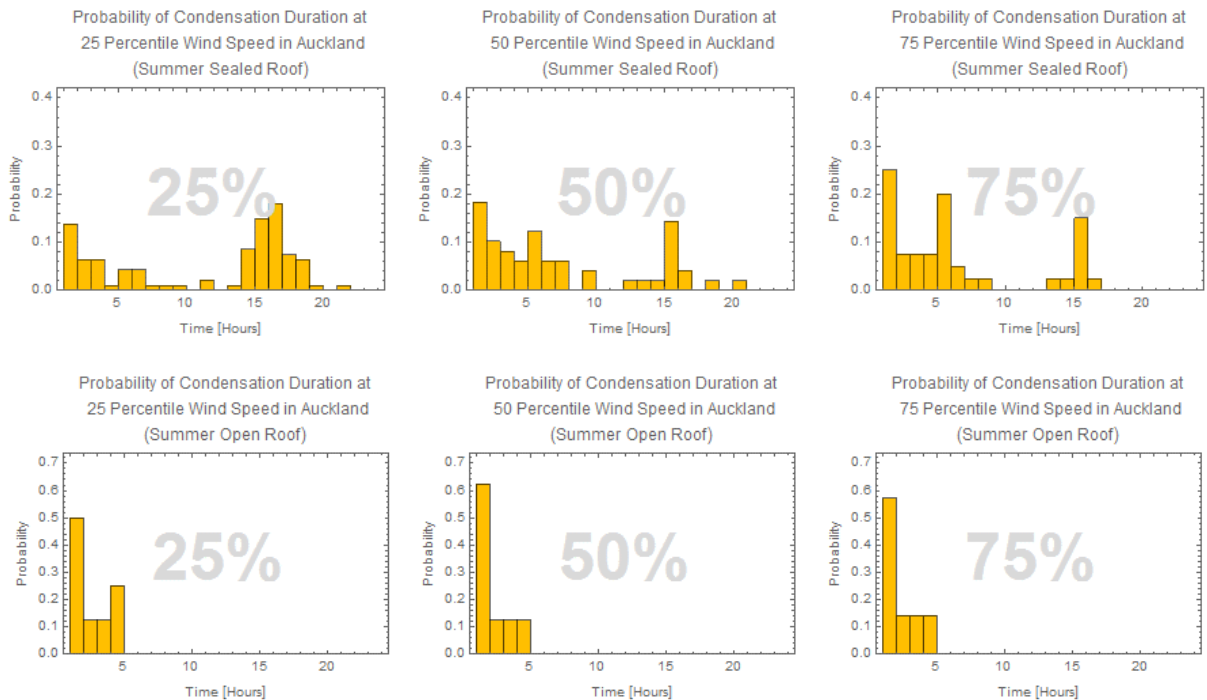 Probability of Condensation Duration at
25 Percentile Wind Speed in Auckland
(Summer Sealed Roof)
0.4
0.3
0.2
0.1
0.0
Probability
25%
5
10
15
20
Time [Hours]
Probability of Condensation Duration at
50 Percentile Wind Speed in Auckland
(Summer Sealed Roof)
0.4
0.3
0.2
0.1
0.0
Probability
50%
5
10
15
20
Time [Hours]
Probability of Condensation Duration at
75 Percentile Wind Speed in Auckland
(Summer Sealed Roof)
0.4
0.3
0.2
0.1
0.0
Probability
75%
5
10
15
20
Time [Hours]
Probability of Condensation Duration at
25 Percentile Wind Speed in Auckland
(Summer Open Roof)
0.7
0.6
0.5
0.4
0.3
0.2
0.1
0.0
Probability
25%
5
10
15
20
Time [Hours]
Probability of Condensation Duration at
50 Percentile Wind Speed in Auckland
(Summer Open Roof)
0.7
0.6
0.5
0.4
0.3
0.2
0.1
0.0
Probability
50%
5
10
15
20
Time [Hours]
Probability of Condensation Duration at
75 Percentile Wind Speed in Auckland
(Summer Open Roof)
0.7
0.6
0.5
0.4
0.3
0.2
0.1
0.0
Probability
75%
5
10
15
20
Time [Hours]